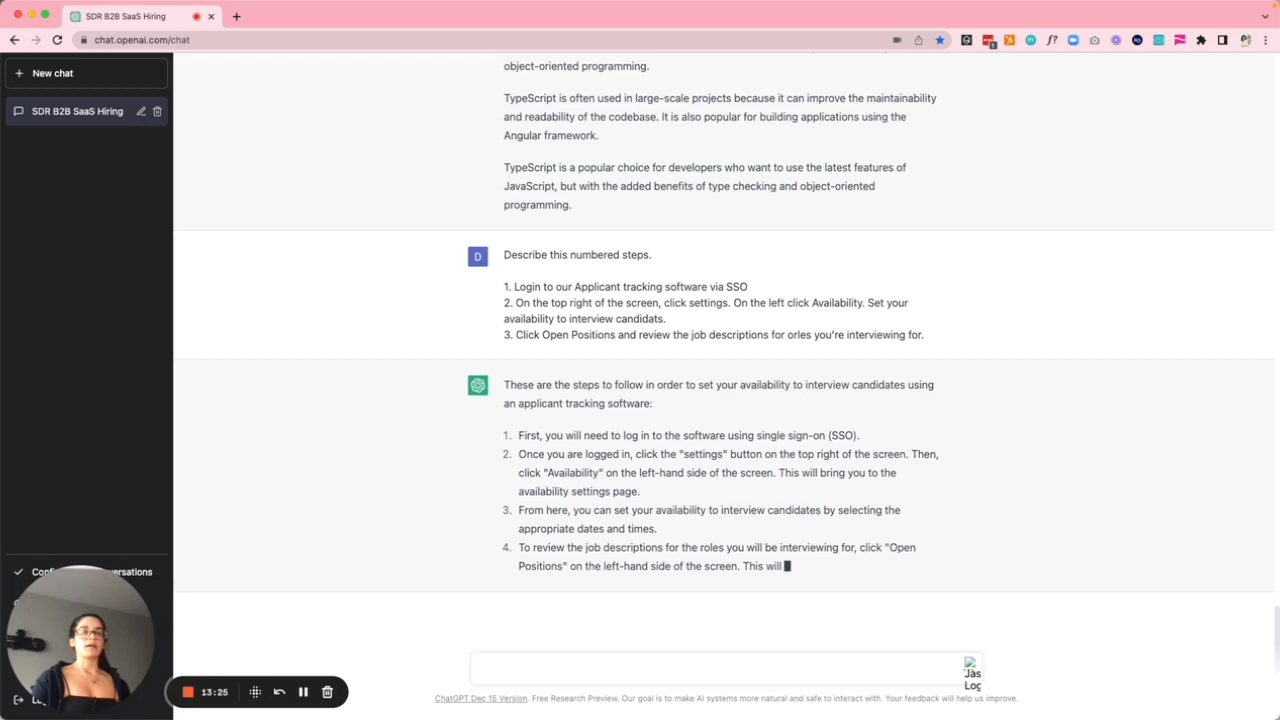 SDR B2B SaaS Hiring
chat.openai.com/chat
New chat
SDR B2B SaaS Hiring
object-oriented programming.
TypeScript is often used in large-scale projects because it can improve the maintainability
and readability of the codebase. It is also popular for building applications using the
Angular framework.
TypeScript is a popular choice for developers who want to use the latest features of
JavaScript, but with the added benefits of type checking and object-oriented
programming.
D
Describe this numbered steps.
1. Login to our Applicant tracking software via SSO
2. On the top right of the screen, click settings. On the left click Availability. Set your
availability to interview candidats.
3. Click Open Positions and review the job descriptions for orles you're interviewing for.
These are the steps to follow in order to set your availability to interview candidates using
an applicant tracking software:
1. First, you will need to log in to the software using single sign-on (SSO).
2. Once you are logged in, click the "settings" button on the top right of the screen. Then,
click "Availability" on the left-hand side of the screen. This will bring you to the
availability settings page.
3. From here, you can set your availability to interview candidates by selecting the
appropriate dates and times.
4. To review the job descriptions for the roles you will be interviewing for, click "Open
Positions" on the left-hand side of the screen. This will
13:25
Jas
Log
ChatGPT Dec 15 Version. Free Research Preview. Our goal is to make AI systems more natural and safe to interact with. Your feedback will help us improve.